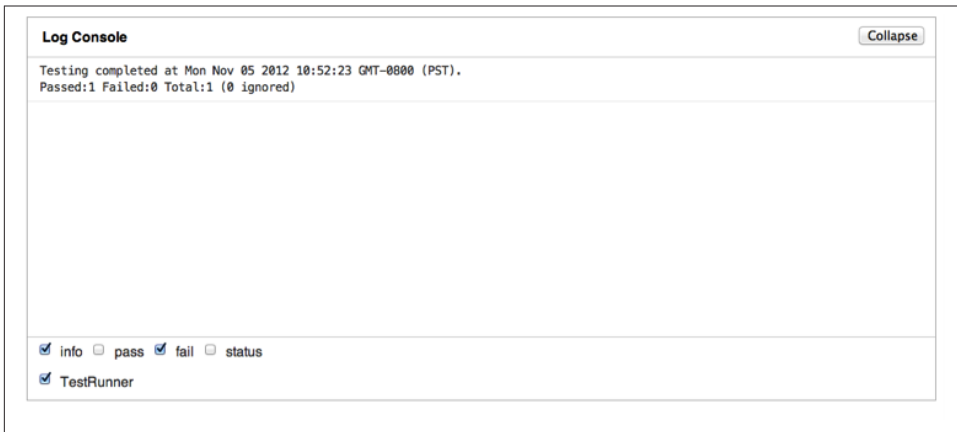 Log Console
Collapse
Testing completed at Mon Nov 05 2012 10:52:23 GMT-0800 (PST).
Passed:1 Failed:0 Total:1 (0 ignored)
info pass fail status
TestRunner